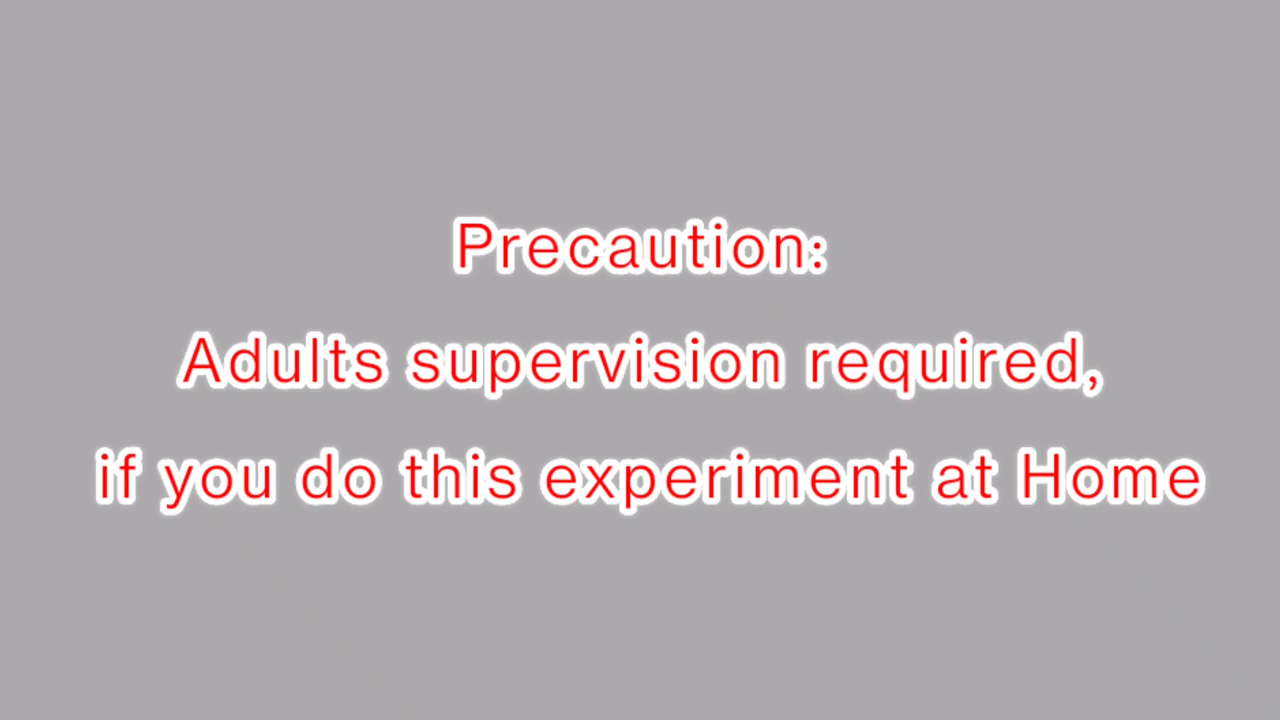 Precaution:
Adults supervision required,
if you do this experiment at Home